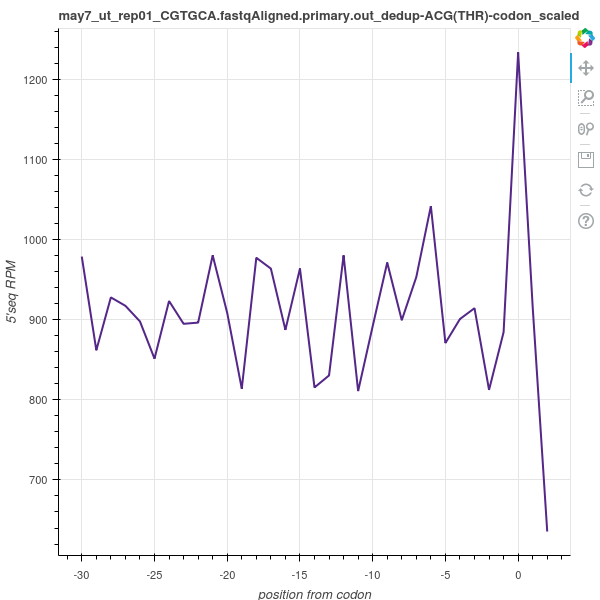 may7_ut_rep01_CGTGCA.fastqAligned.primary.out_dedup-ACG(THR)-codon_scaled
1200
1100
1000
900
800
700
5'seq RPM
-30 -25 -20 -15 -10 -5 0
position from codon